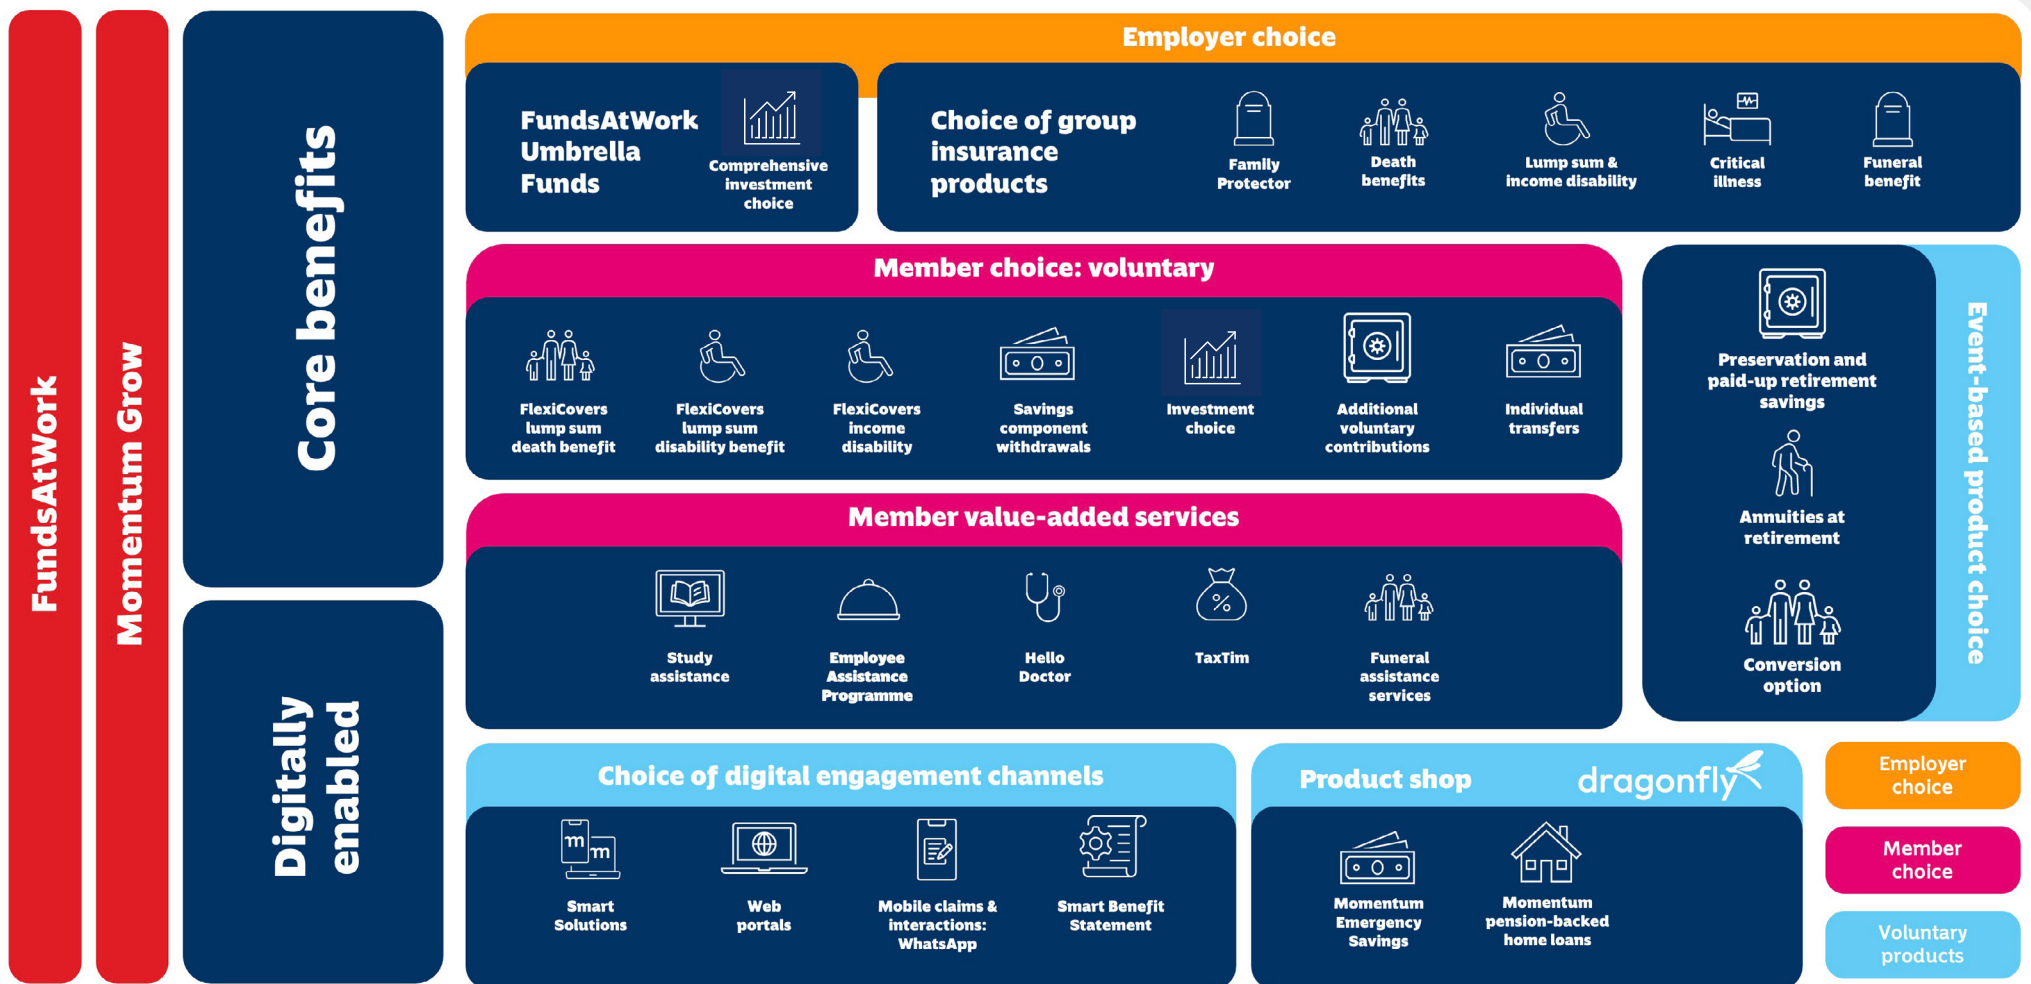 FundsAtWork
Momentum Grow
Core benefits
Digitally
enabled
Employer choice
FundsAtWork
Umbrella
Funds
Comprehensive
investment
choice
Choice of group
insurance
products
Family
Protector
Death
benefits
Lump sum &
income disability
Critical
illness
Funeral
benefit
Member choice: voluntary
FlexiCovers
lump sum
death benefit
FlexiCovers
lump sum
disability benefit
FlexiCovers
income
disability
Savings
component
withdrawals
Investment
choice
Additional
voluntary
contributions
Individual
transfers
Event-based product choice
Preservation and
paid-up retirement
savings
Annuities at
retirement
Conversion
option
Member value-added services
Study
assistance
Employee
Assistance
Programme
Hello
Doctor
%
TaxTim
Funeral
assistance
services
Choice of digital engagement channels
m
m
Smart
Solutions
Web
portals
Mobile claims &
interactions:
WhatsApp
Smart Benefit
Statement
Product shop
dragonfly
Momentum
Emergency
Savings
Momentum
pension-backed
home loans
Employer
choice
Member
choice
Voluntary
products